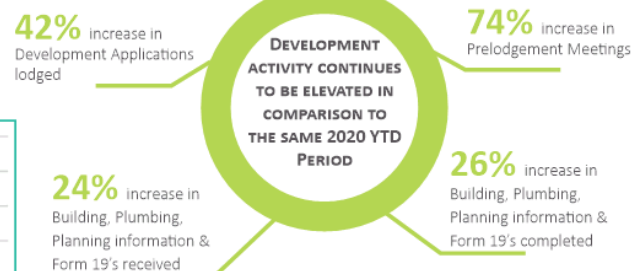 42% increase in
Development Applications
lodged
74% increase in
Prelodgement Meetings
DEVELOPMENT
ACTIVITY CONTINUES
TO BE ELEVATED IN
COMPARISON TO
THE SAME 2020 YTD
PERIOD
24% increase in
Building, Plumbing,
Planning information &
Form 19's received
26% increase in
Building, Plumbing,
Planning information &
Form 19's completed